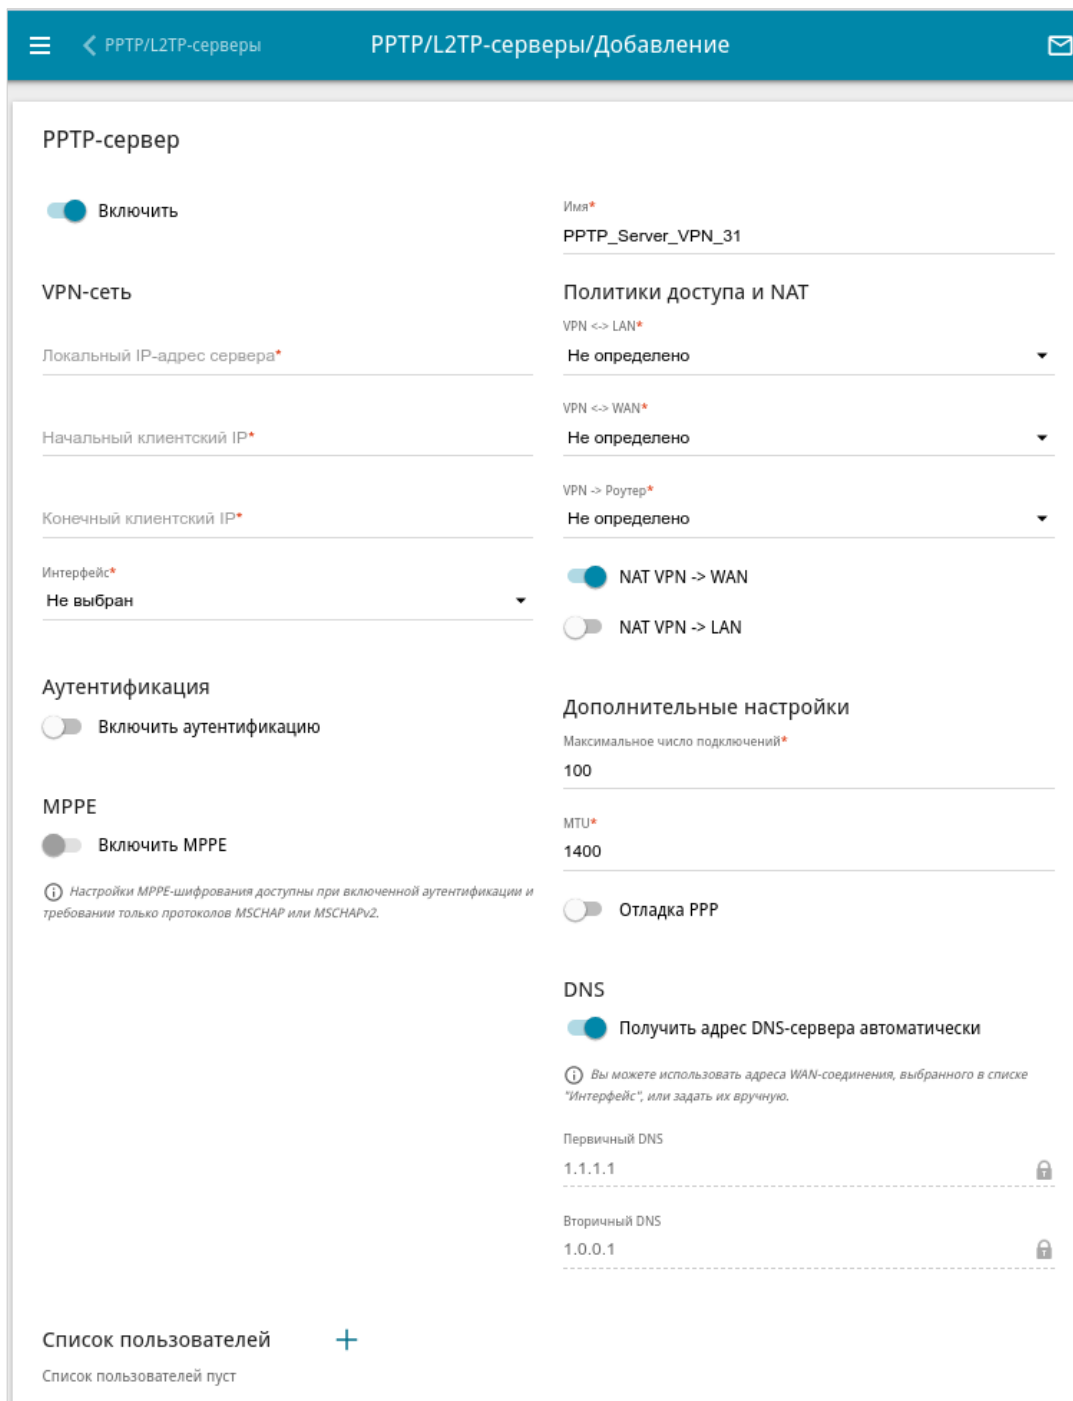 PPTP/L2TP-серверы
PPTP/L2TP-серверы/Добавление
PPTP-сервер
Включить
Имя*
PPTP_Server_VPN_31
VPN-сеть
Локальный IP-адрес сервера*
Начальный клиентский IP*
Конечный клиентский IP*
Интерфейс*
Не выбран
Политики доступа и NAT
VPN <-> LAN*
Не определено
VPN <-> WAN*
Не определено
VPN -> Роутер*
Не определено
NAT VPN -> WAN
NAT VPN -> LAN
Аутентификация
Включить аутентификацию
MPPE
Включить MPPE
Настройки MPPE-шифрования доступны при включенной аутентификации и
требовании только протоколов MSCHAP или MSCHAPv2.
Дополнительные настройки
Максимальное число подключений*
100
MTU*
1400
Отладка PPP
DNS
Получить адрес DNS-сервера автоматически
Вы можете использовать адреса WAN-соединения, выбранного в списке
"Интерфейс", или задать их вручную.
Первичный DNS
1.1.1.1
Вторичный DNS
1.0.0.1
Список пользователей
Список пользователей пуст